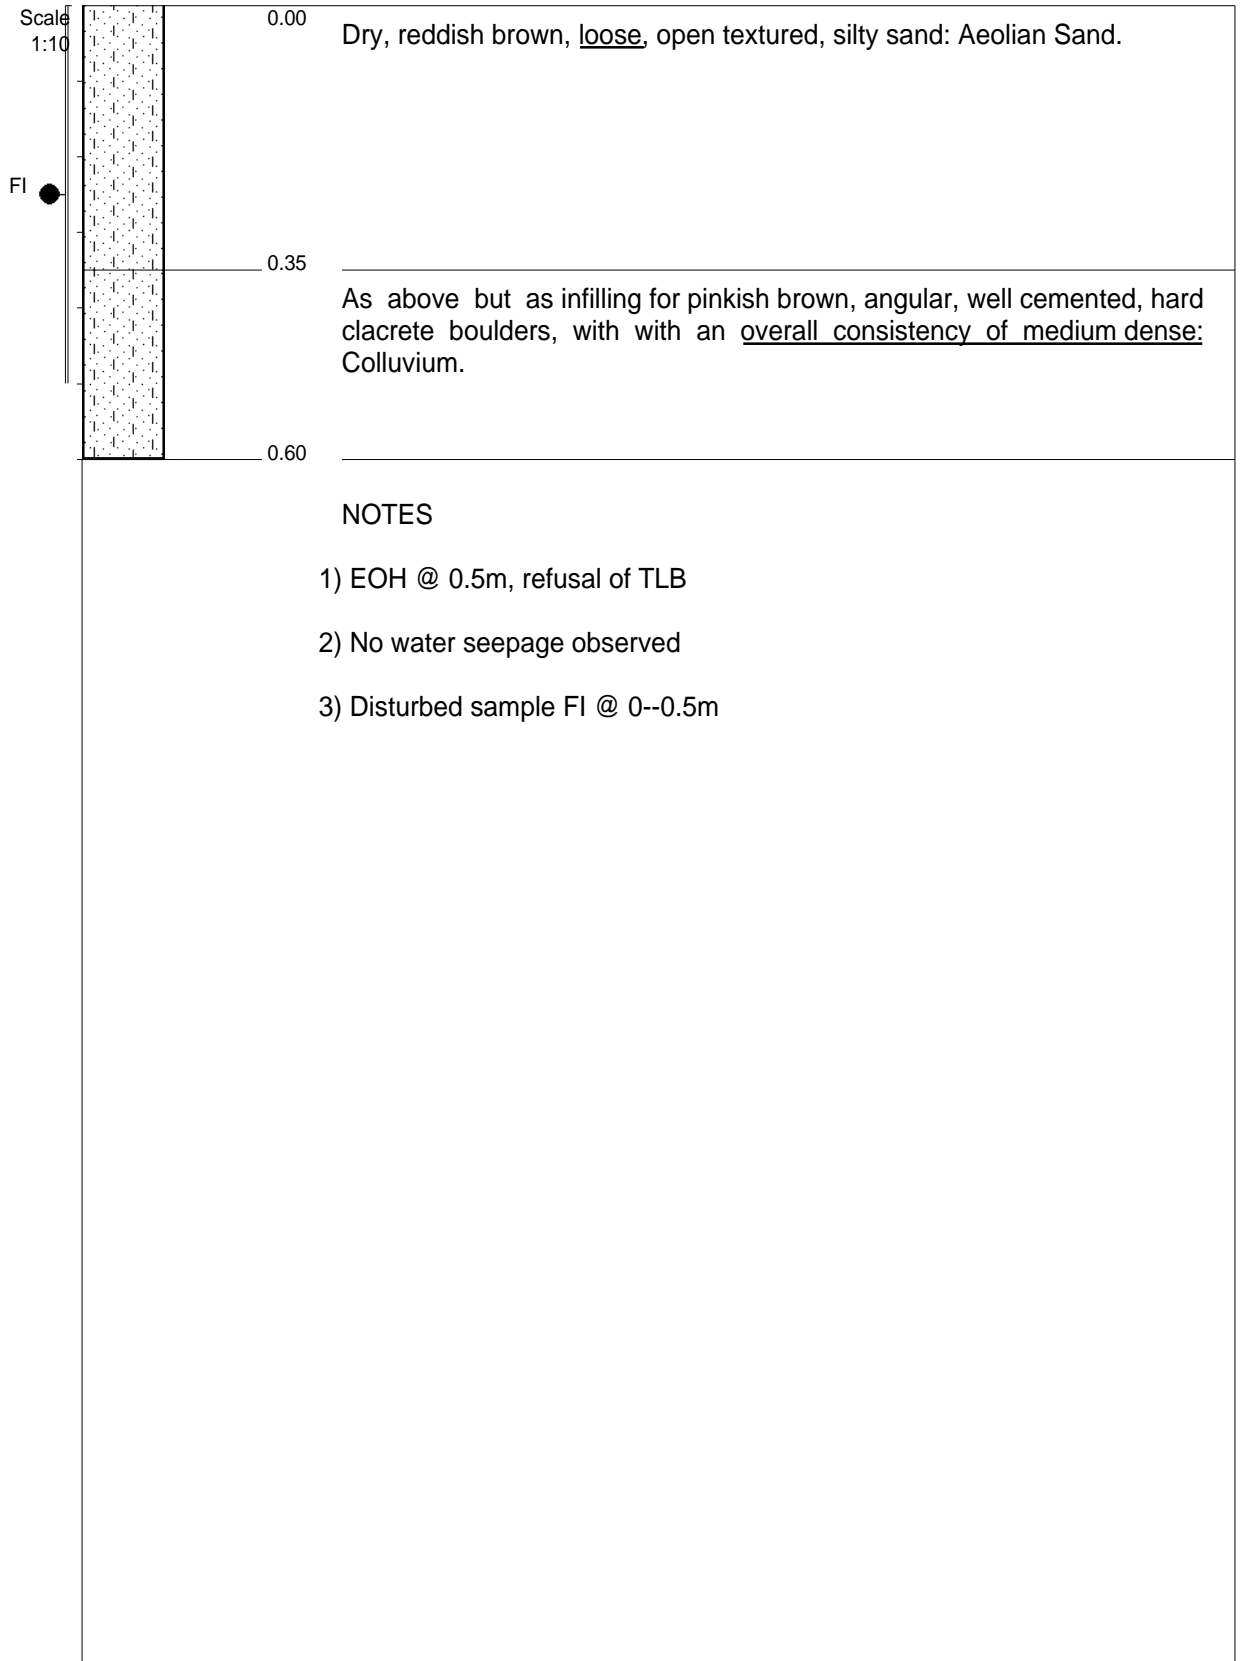 Scale
1:10
0.00
Dry, reddish brown, loose, open textured, silty sand: Aeolian Sand.
FI
0.35
As above but as infilling for pinkish brown, angular, well cemented, hard
clacrete boulders, with with an overall consistency of medium dense:
Colluvium.
0.60
NOTES
1) EOH @ 0.5m, refusal of TLB
2) No water seepage observed
3) Disturbed sample FI @ 0--0.5m